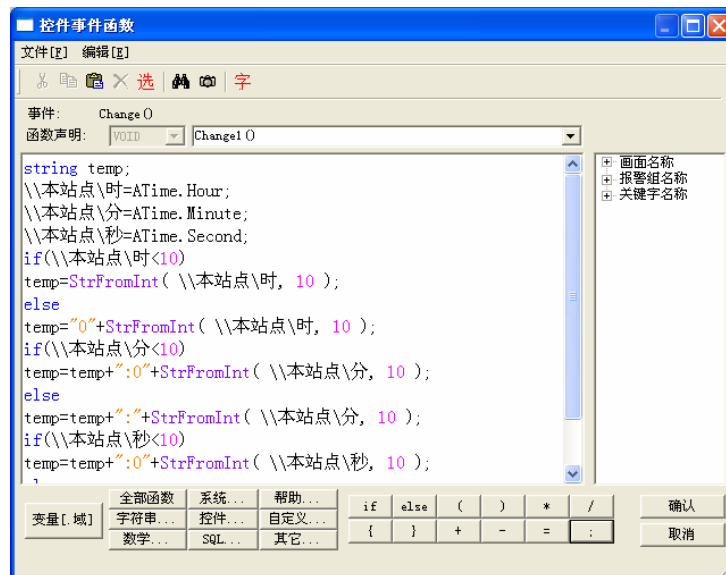 控件事件函数
文件[F] 编辑[E]
选 字
事件: Change()
函数声明: VOID Change1()
string temp;
\\本站点\时=ATime.Hour;
\\本站点\分=ATime.Minute;
\\本站点\秒=ATime.Second;
if(\\本站点\时<10)
temp=StrFromInt( \\本站点\时, 10 );
else
temp="0"+StrFromInt( \\本站点\时, 10 );
if(\\本站点\分<10)
temp=temp+":0"+StrFromInt( \\本站点\分, 10 );
else
temp=temp+":"+StrFromInt( \\本站点\分, 10 );
if(\\本站点\秒<10)
temp=temp+":0"+StrFromInt( \\本站点\秒, 10 );
画面名称
报警组名称
关键字名称
变量[.域]
全部函数 系统... 帮助...
字符串... 控件... 自定义...
数学... SQL... 其它...
if else ( ) * /
{ } + - = ;
确认
取消